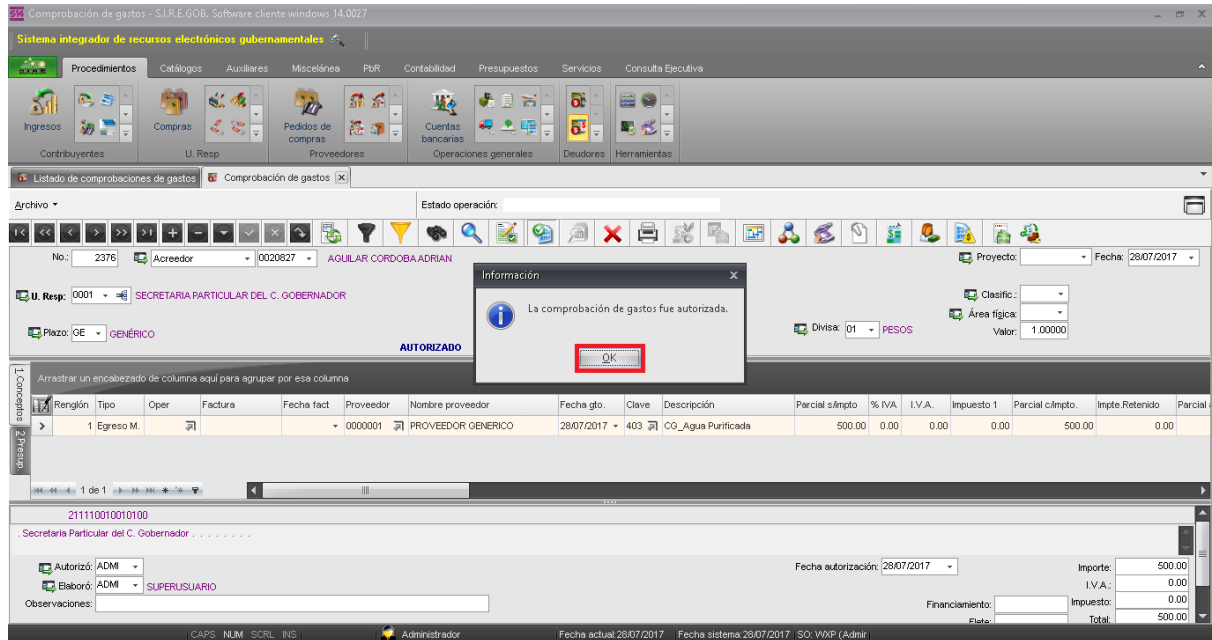 Comprobación de gastos - S.I.R.E.GOB. Software cliente windows 14.0027
Sistema integrador de recursos electrónicos gubernamentales
Procedimientos Catálogos Auxiliares Miscelánea PbR Contabilidad Presupuestos Servicios Consulta Ejecutiva
Ingresos Compras Pedidos de compras Cuentas bancarias
Contribuyentes U. Resp Proveedores Operaciones generales Deudores Herramientas
Listado de comprobaciones de gastos Comprobación de gastos
Archivo Estado operación:
No.: 2376 Acreedor 0020827 AGUILAR CORDOBA ADRIAN Proyecto: Fecha: 28/07/2017
Información
La comprobación de gastos fue autorizada.
OK
U. Resp: 0001 SECRETARIA PARTICULAR DEL C. GOBERNADOR Clasific.:
Área física:
Plazo: GE GENÉRICO Divisa: 01 PESOS Valor: 1.00000
AUTORIZADO
1.Conceptos
2.Presup.
Arrastrar un encabezado de columna aquí para agrupar por esa columna
Renglón Tipo Oper Factura Fecha fact Proveedor Nombre proveedor Fecha gto. Clave Descripción Parcial s/impto % IVA I.V.A. Impuesto 1 Parcial c/impto. Impte.Retenido Parcial
1 Egreso M. 0000001 PROVEEDOR GENERICO 28/07/2017 403 CG_Agua Purificada 500.00 0.00 0.00 0.00 500.00 0.00
1 de 1
211110010010100
. Secretaria Particular del C. Gobernador . . . . . . . .
Autorizó: ADMI Fecha autorización: 28/07/2017 Importe: 500.00
Elaboró: ADMI SUPERUSUARIO I.V.A.: 0.00
Observaciones: Financiamiento: Impuesto: 0.00
Flete: Total: 500.00
CAPS NUM SCRL INS Administrador Fecha actual:28/07/2017 Fecha sistema:28/07/2017 SO: WXP (Admir